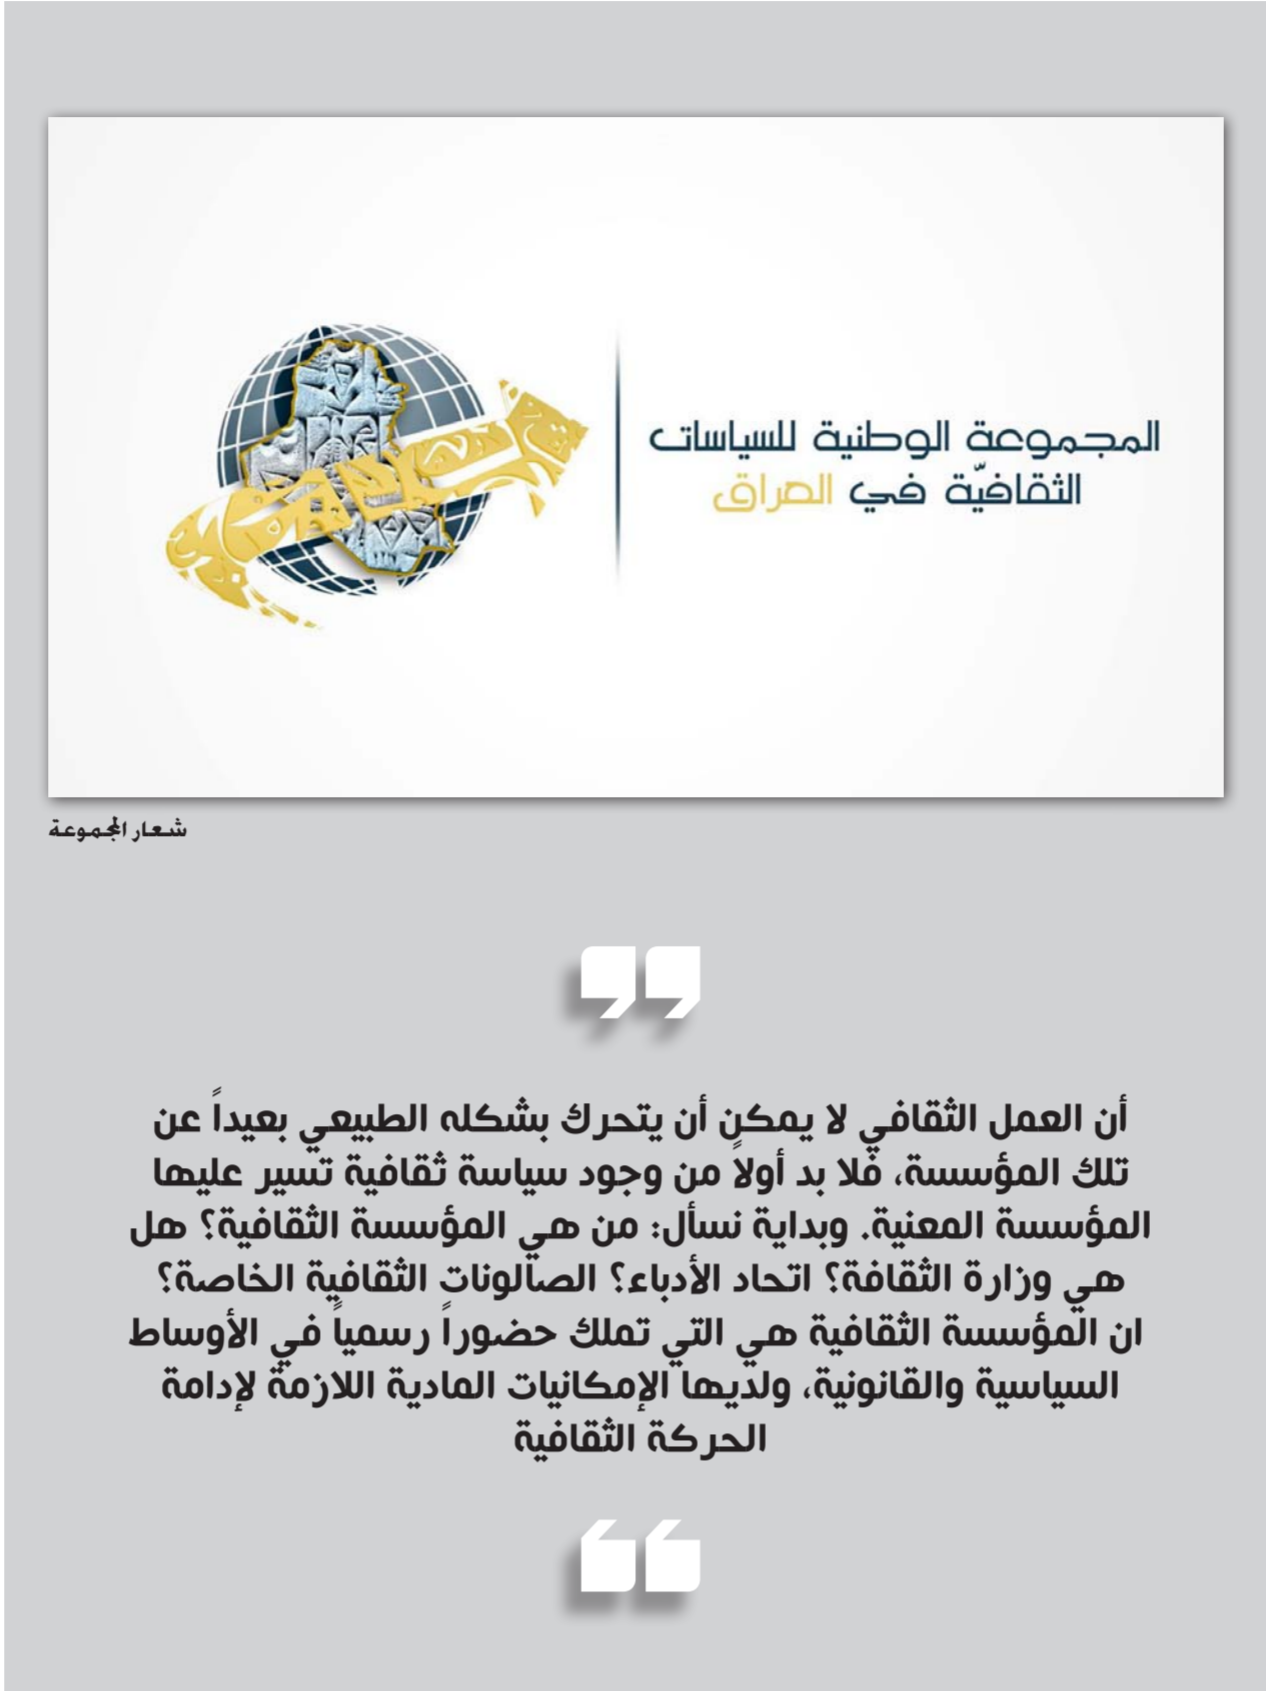 المجموعة الوطنية للسياسات
الثقافيّة في العراق
شعار المجموعة
أن العمل الثقافي لا يمكن أن يتحرك بشكله الطبيعي بعيداً عن
تلك المؤسسة، فلا بد أولاً من وجود سياسة ثقافية تسير عليها
المؤسسة المعنية. وبداية نسأل: من هي المؤسسة الثقافية؟ هل
هي وزارة الثقافة؟ اتحاد الأدباء؟ الصالونات الثقافية الخاصة؟
ان المؤسسة الثقافية هي التي تملك حضوراً رسمياً في الأوساط
السياسية والقانونية، ولديها الإمكانيات المادية اللازمة لإدامة
الحركة الثقافية